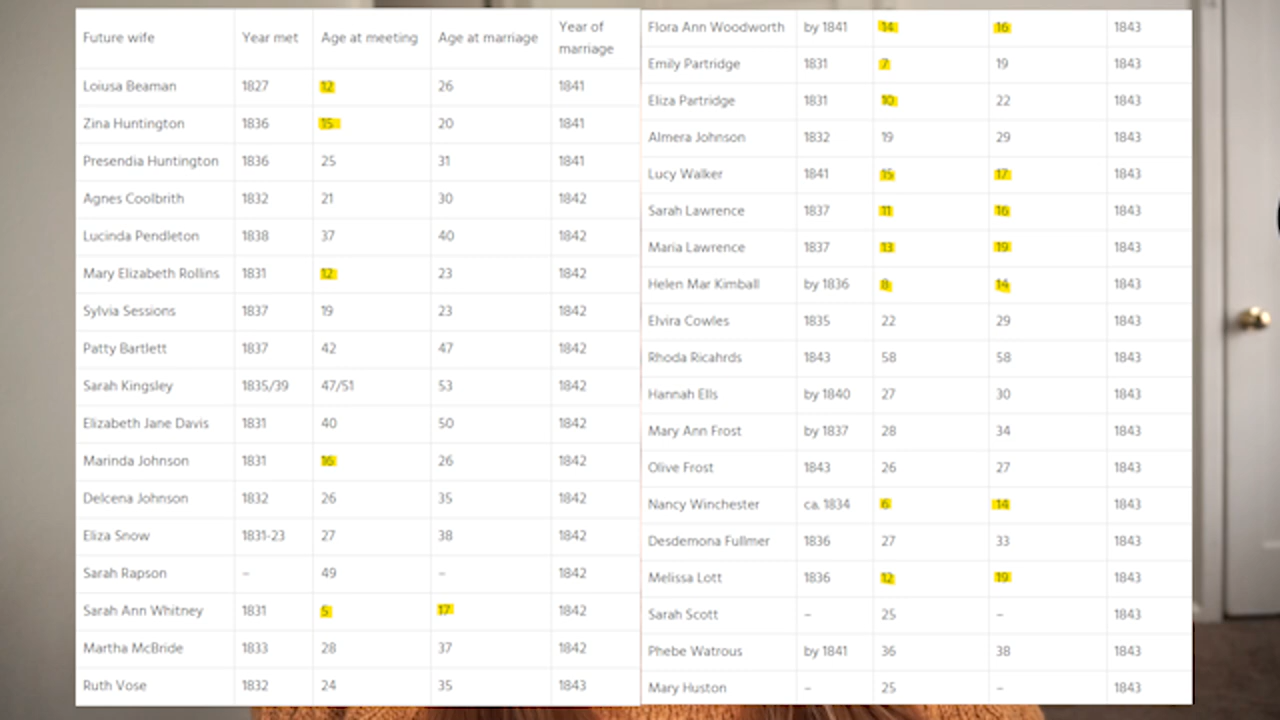 Future wife Year met Age at meeting Age at marriage Year of marriage
Loiusa Beaman 1827 12 26 1841
Zina Huntington 1836 15 20 1841
Presendia Huntington 1836 25 31 1841
Agnes Coolbrith 1832 21 30 1842
Lucinda Pendleton 1838 37 40 1842
Mary Elizabeth Rollins 1831 12 23 1842
Sylvia Sessions 1837 19 23 1842
Patty Bartlett 1837 42 47 1842
Sarah Kingsley 1835/39 47/51 53 1842
Elizabeth Jane Davis 1831 40 50 1842
Marinda Johnson 1831 16 26 1842
Delcena Johnson 1832 26 35 1842
Eliza Snow 1831-23 27 38 1842
Sarah Rapson – 49 – 1842
Sarah Ann Whitney 1831 5 17 1842
Martha McBride 1833 28 37 1842
Ruth Vose 1832 24 35 1843
Flora Ann Woodworth by 1841 14 16 1843
Emily Partridge 1831 7 19 1843
Eliza Partridge 1831 10 22 1843
Almera Johnson 1832 19 29 1843
Lucy Walker 1841 15 17 1843
Sarah Lawrence 1837 11 16 1843
Maria Lawrence 1837 13 19 1843
Helen Mar Kimball by 1836 8 14 1843
Elvira Cowles 1835 22 29 1843
Rhoda Ricahrds 1843 58 58 1843
Hannah Ells by 1840 27 30 1843
Mary Ann Frost by 1837 28 34 1843
Olive Frost 1843 26 27 1843
Nancy Winchester ca. 1834 6 14 1843
Desdemona Fullmer 1836 27 33 1843
Melissa Lott 1836 12 19 1843
Sarah Scott – 25 – 1843
Phebe Watrous by 1841 36 38 1843
Mary Huston – 25 – 1843